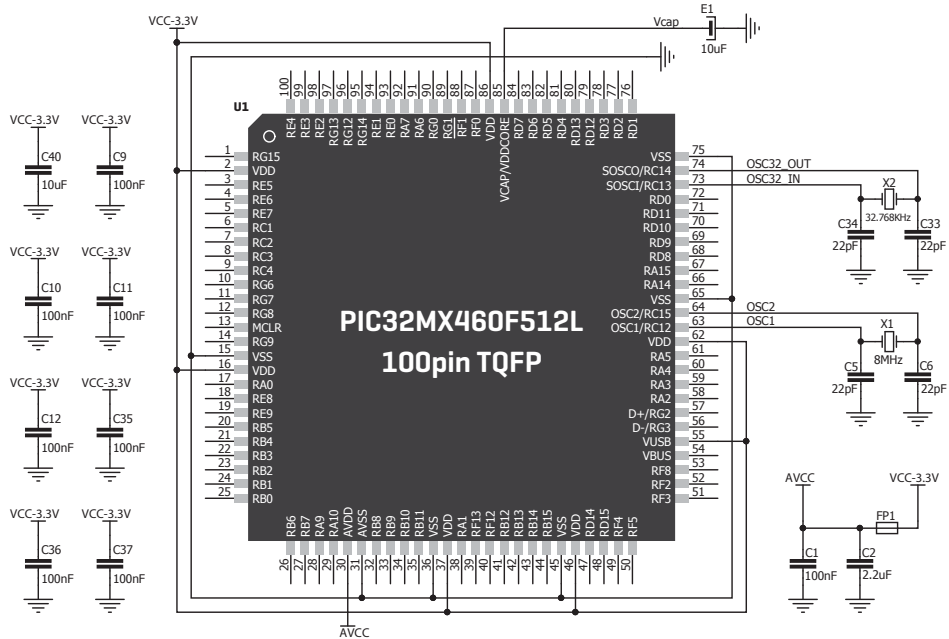 VCC-3.3V
Vcap
E1
10uF
100 99 98 97 96 95 94 93 92 91 90 89 88 87 86 85 84 83 82 81 80 79 78 77 76
U1
RE4 RE3 RE2 RG13 RG12 RG14 RE1 RE0 RA7 RA6 RG0 RG1 RF1 RF0 VDD VCAP/VDDCORE RD7 RD6 RD5 RD4 RD13 RD12 RD3 RD2 RD1
1 RG15
2 VDD
3 RE5
4 RE6
5 RE7
6 RC1
7 RC2
8 RC3
9 RC4
10 RG6
11 RG7
12 RG8
13 MCLR
14 RG9
15 VSS
16 VDD
17 RA0
18 RE8
19 RE9
20 RB5
21 RB4
22 RB3
23 RB2
24 RB1
25 RB0
PIC32MX460F512L
100pin TQFP
VSS 75
SOSCO/RC14 74 OSC32_OUT
SOSCI/RC13 73 OSC32_IN
RD0 72
RD11 71
RD10 70
RD9 69
RD8 68
RA15 67
RA14 66
VSS 65
OSC2/RC15 64 OSC2
OSC1/RC12 63 OSC1
VDD 62
RA5 61
RA4 60
RA3 59
RA2 58
D+/RG2 57
D-/RG3 56
VUSB 55
VBUS 54
RF8 53
RF2 52
RF3 51
RB6 RB7 RA9 RA10 AVDD AVSS RB8 RB9 RB10 RB11 VSS VDD RA1 RF13 RF12 RB12 RB13 RB14 RB15 VSS VDD RD14 RD15 RF4 RF5
26 27 28 29 30 31 32 33 34 35 36 37 38 39 40 41 42 43 44 45 46 47 48 49 50
AVCC
VCC-3.3V VCC-3.3V
C40 C9
10uF 100nF
VCC-3.3V VCC-3.3V
C10 C11
100nF 100nF
VCC-3.3V VCC-3.3V
C12 C35
100nF 100nF
VCC-3.3V VCC-3.3V
C36 C37
100nF 100nF
X2
32.768KHz
C34 C33
22pF 22pF
X1
8MHz
C5 C6
22pF 22pF
AVCC VCC-3.3V
FP1
C1 C2
100nF 2.2uF